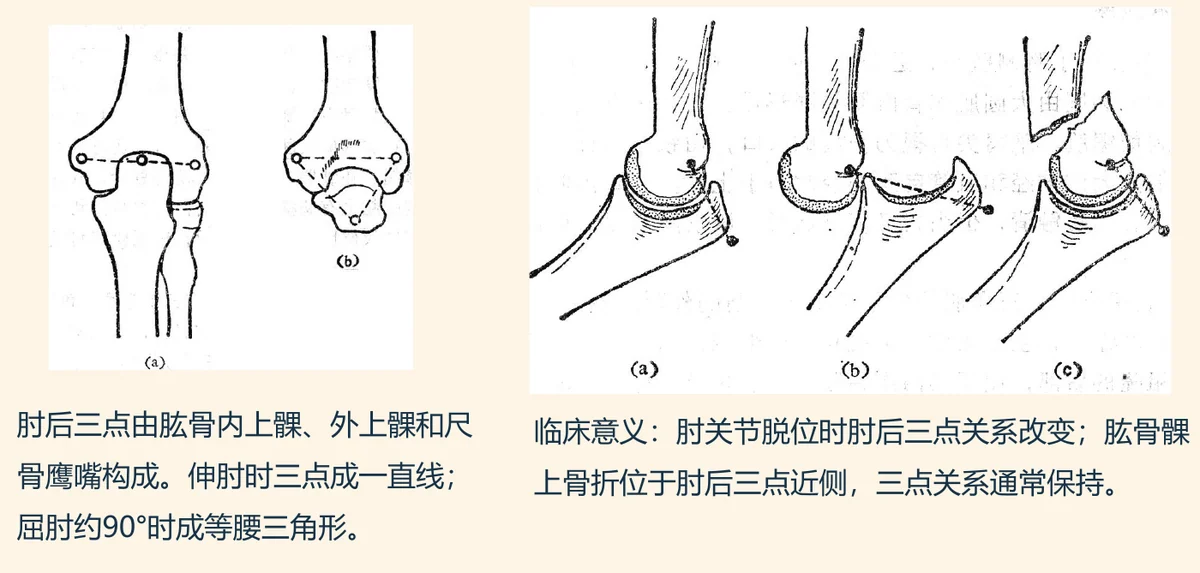 (a)
(b)
肘后三点由肱骨内上髁、外上髁和尺
骨鹰嘴构成。伸肘时三点成一直线；
屈肘约90°时成等腰三角形。
(a)
(b)
(c)
临床意义：肘关节脱位时肘后三点关系改变；肱骨髁
上骨折位于肘后三点近侧，三点关系通常保持。